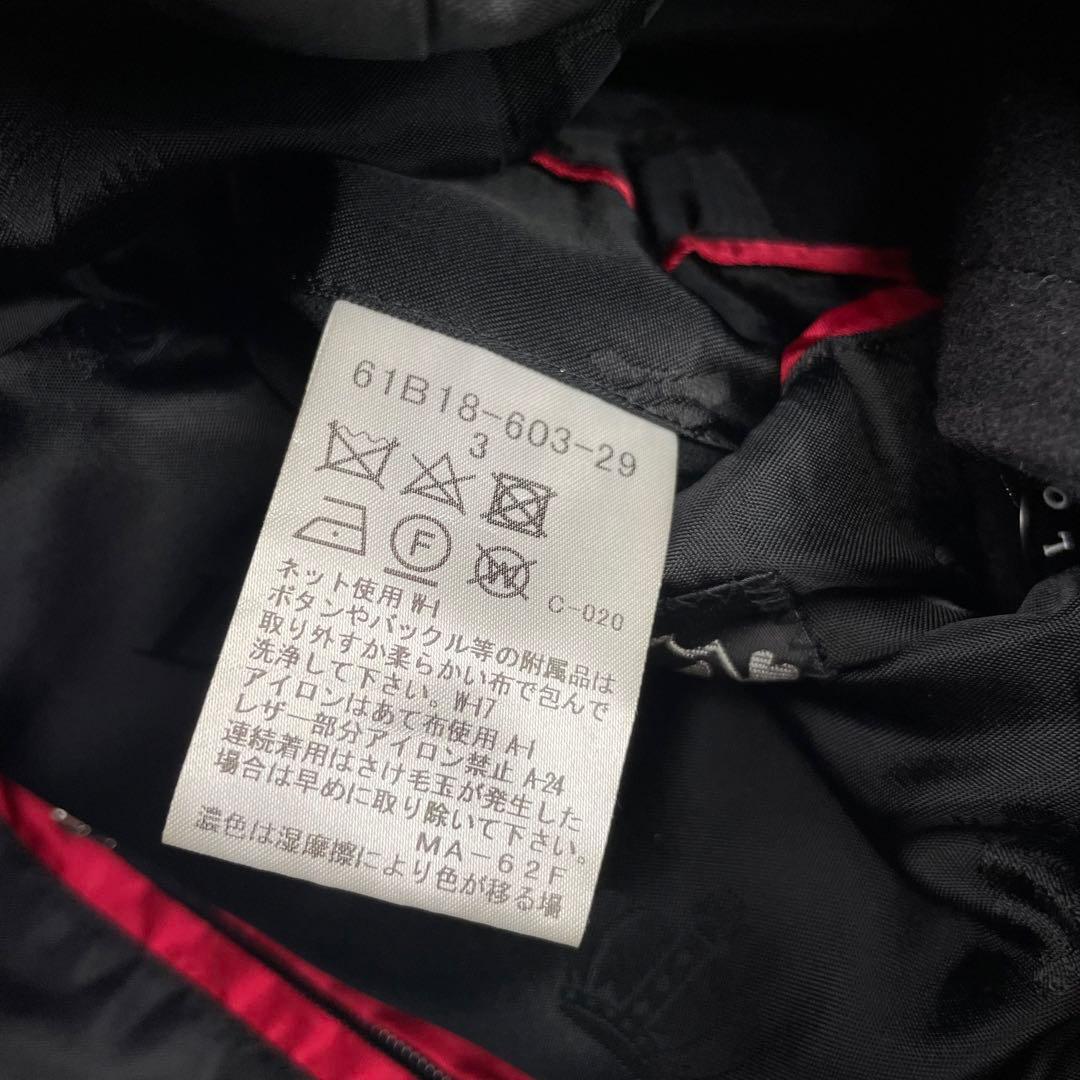 61B18-603-29
3
F
W
C-020
ネット使用 W-1
ボタンやバックル等の附属品は
取り外すか柔らかい布で包んで
洗浄して下さい。W-17
アイロンはあて布使用 A-1
レザー部分アイロン禁止 A-24
連続着用はさけ毛玉が発生した
場合は早めに取り除いて下さい。
MA-62F
濃色は湿摩擦により色が移る場